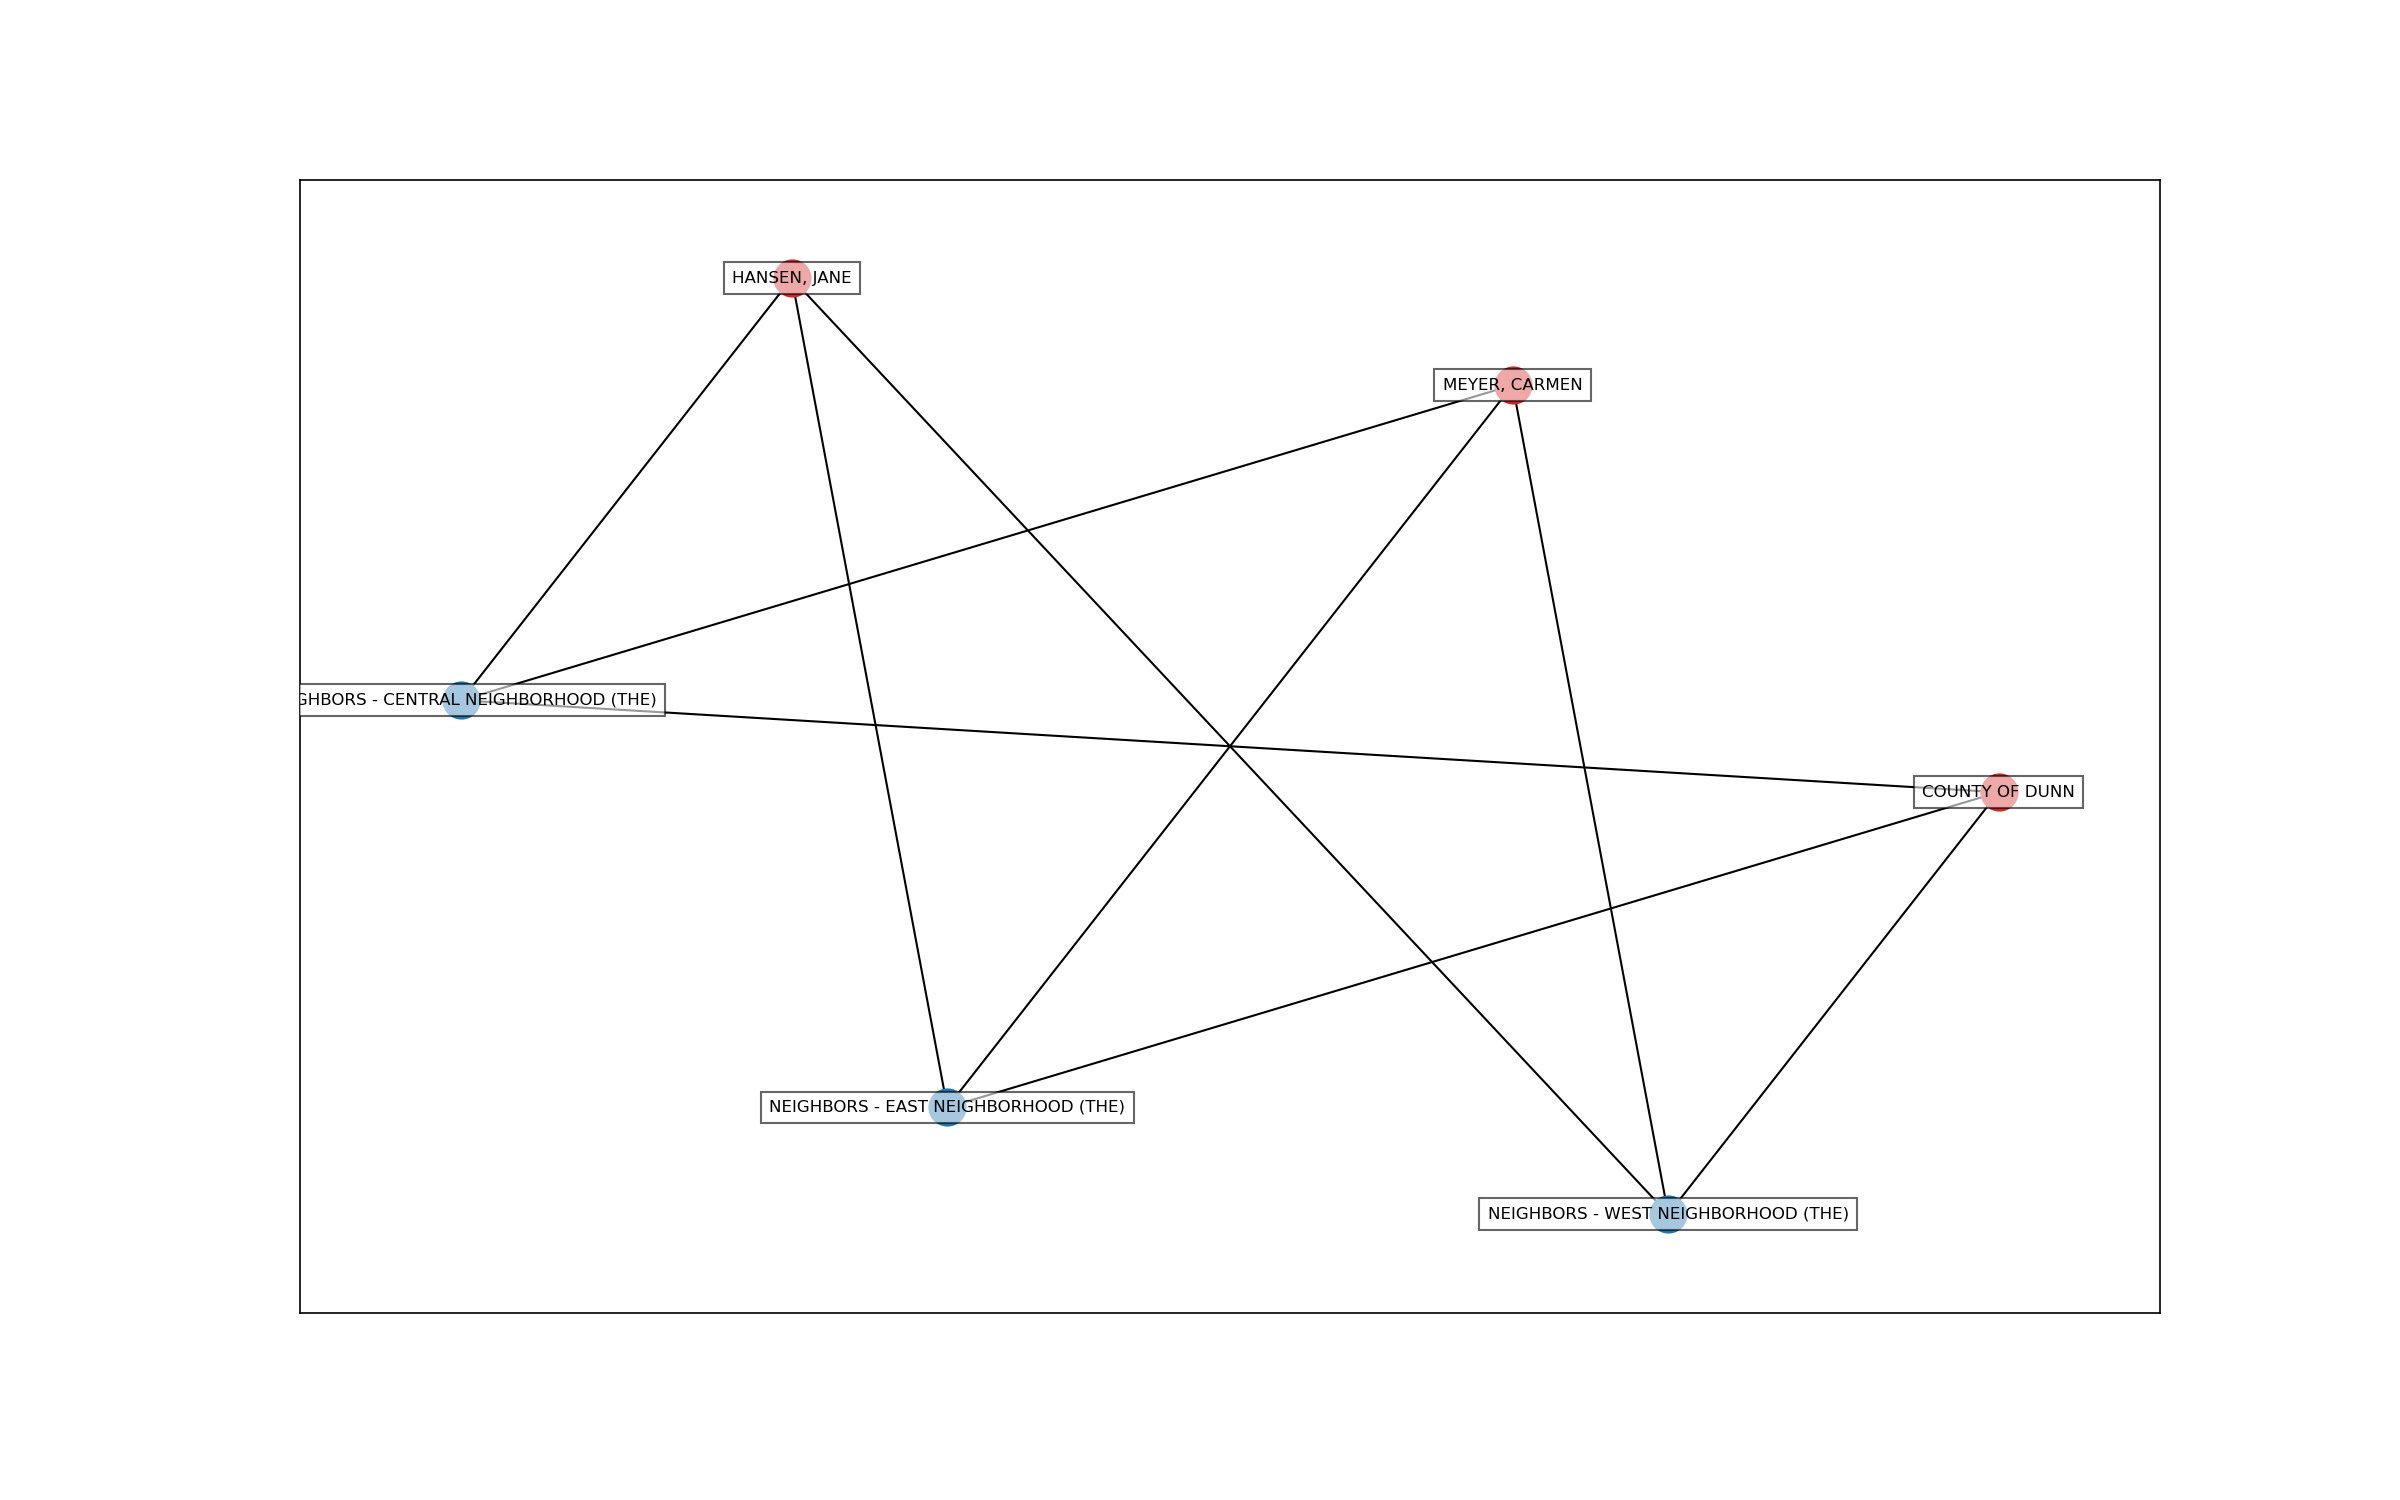 HANSEN, JANE
MEYER, CARMEN
GHBORS - CENTRAL NEIGHBORHOOD (THE)
COUNTY OF DUNN
NEIGHBORS - EAST NEIGHBORHOOD (THE)
NEIGHBORS - WEST NEIGHBORHOOD (THE)